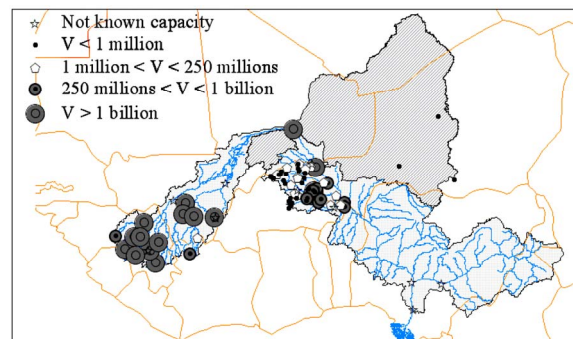 Not known capacity
V < 1 million
1 million < V < 250 millions
250 millions < V < 1 billion
V > 1 billion